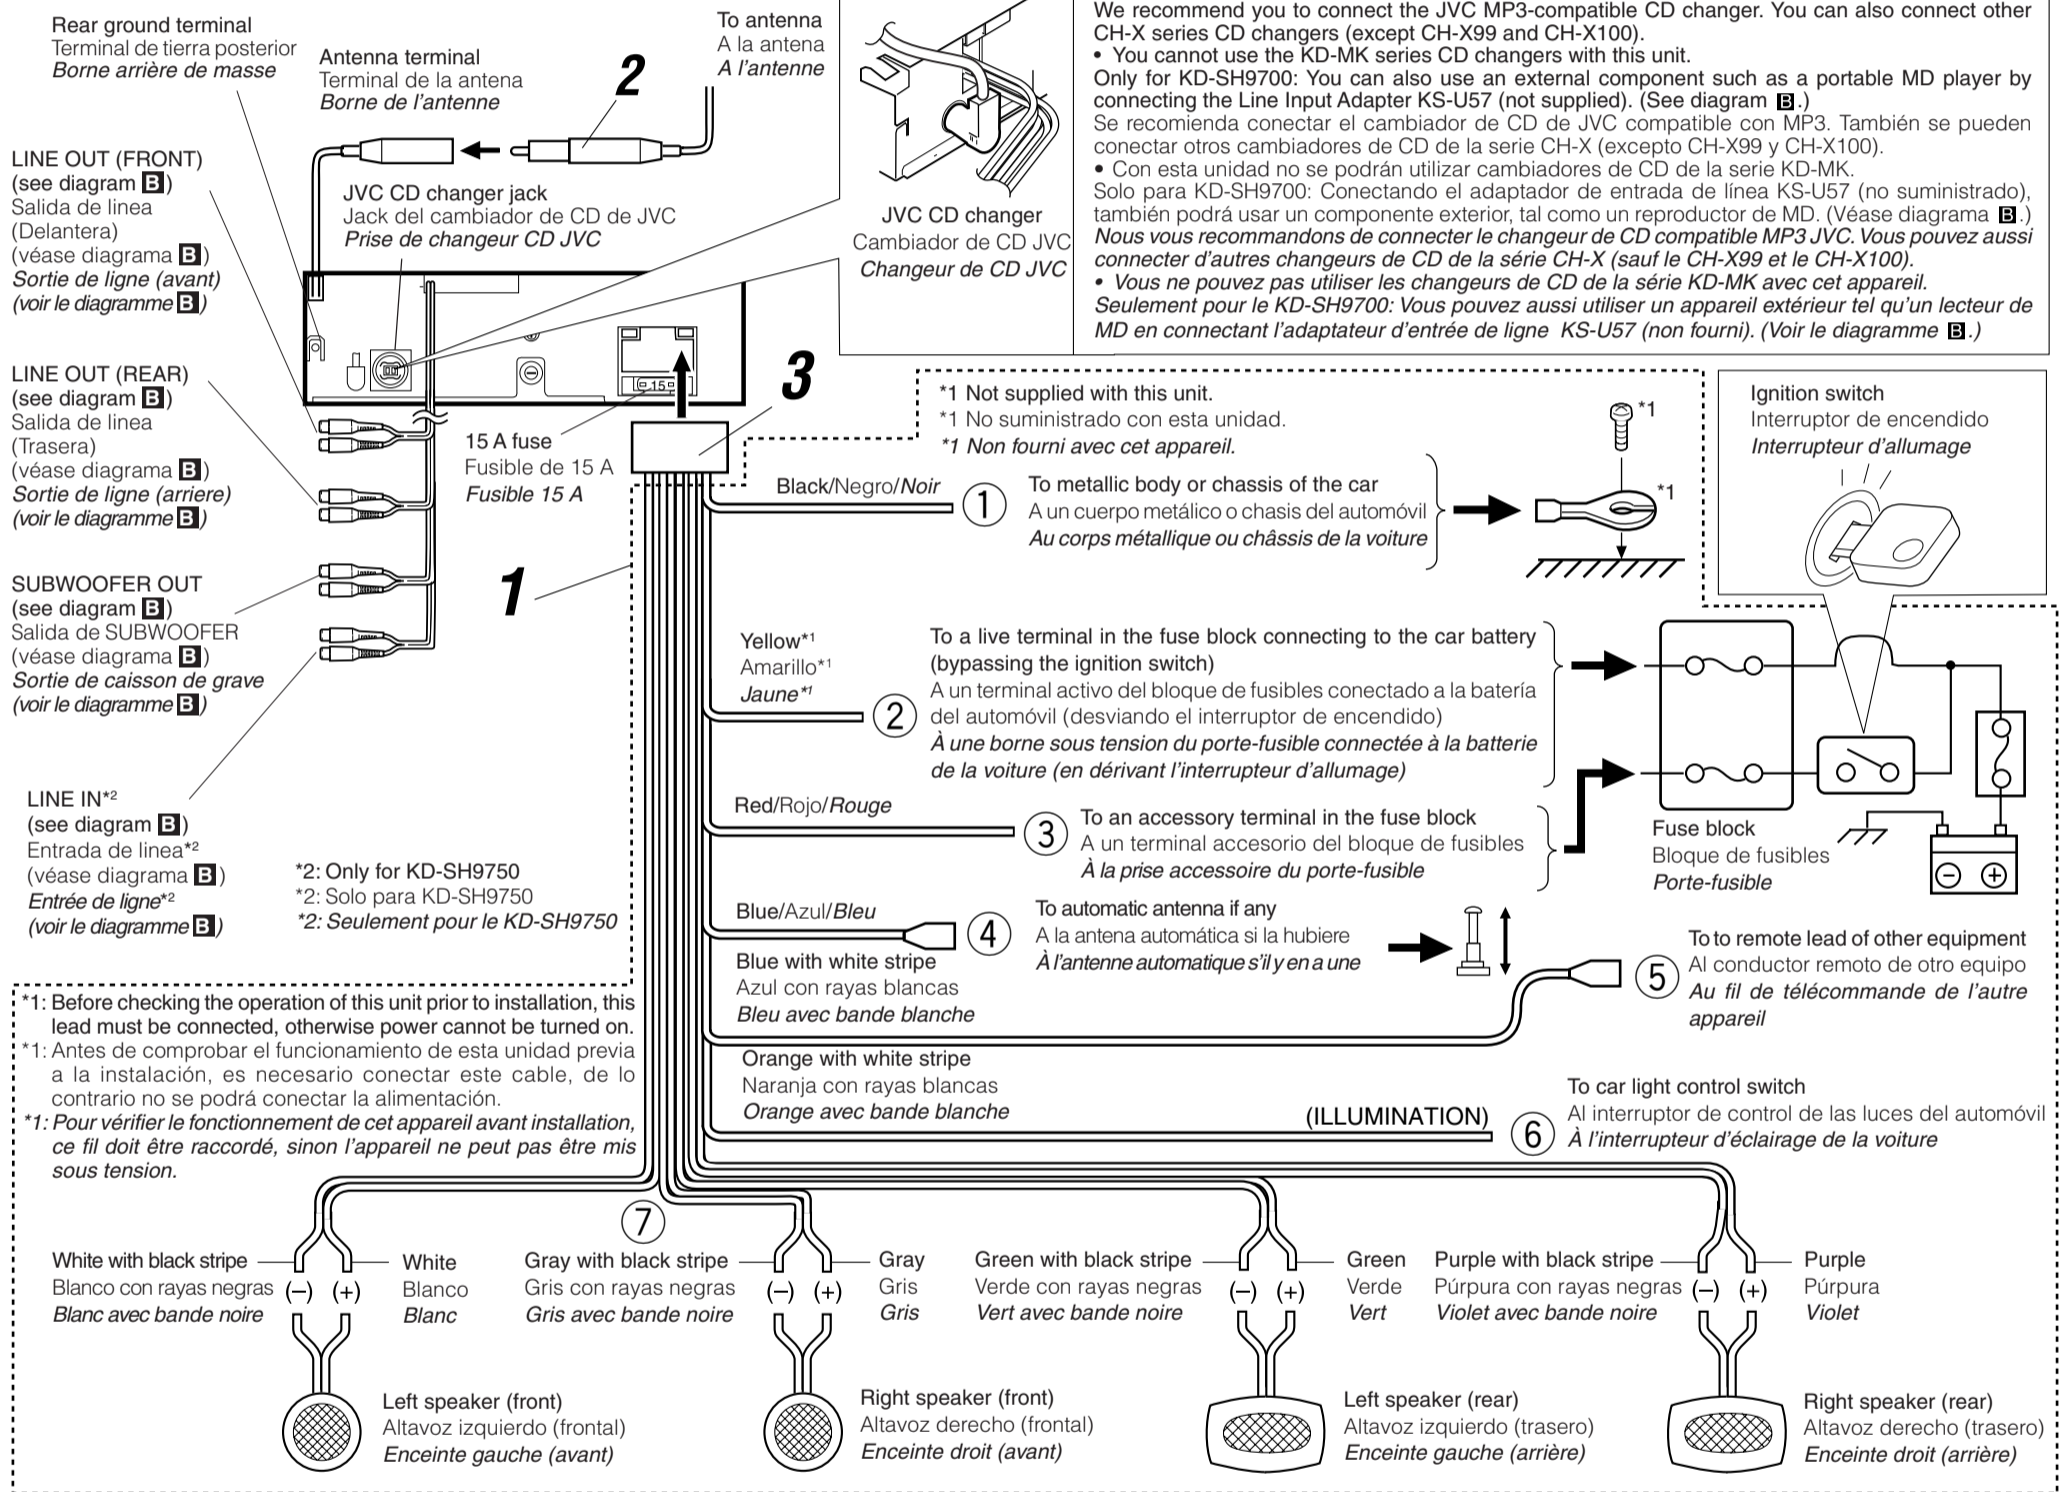 Rear ground terminal
Terminal de tierra posterior
Borne arrière de masse
Antenna terminal
Terminal de la antena
Borne de l'antenne
2
To antenna
A la antena
A l'antenne
LINE OUT (FRONT)
(see diagram B)
Salida de linea
(Delantera)
(véase diagrama B)
Sortie de ligne (avant)
(voir le diagramme B)
JVC CD changer jack
Jack del cambiador de CD de JVC
Prise de changeur CD JVC
JVC CD changer
Cambiador de CD JVC
Changeur de CD JVC
We recommend you to connect the JVC MP3-compatible CD changer. You can also connect other
CH-X series CD changers (except CH-X99 and CH-X100).
• You cannot use the KD-MK series CD changers with this unit.
Only for KD-SH9700: You can also use an external component such as a portable MD player by
connecting the Line Input Adapter KS-U57 (not supplied). (See diagram B.)
Se recomienda conectar el cambiador de CD de JVC compatible con MP3. También se pueden
conectar otros cambiadores de CD de la serie CH-X (excepto CH-X99 y CH-X100).
• Con esta unidad no se podrán utilizar cambiadores de CD de la serie KD-MK.
Solo para KD-SH9700: Conectando el adaptador de entrada de línea KS-U57 (no suministrado),
también podrá usar un componente exterior, tal como un reproductor de MD. (Véase diagrama B.)
Nous vous recommandons de connecter le changeur de CD compatible MP3 JVC. Vous pouvez aussi
connecter d'autres changeurs de CD de la série CH-X (sauf le CH-X99 et le CH-X100).
• Vous ne pouvez pas utiliser les changeurs de CD de la série KD-MK avec cet appareil.
Seulement pour le KD-SH9700: Vous pouvez aussi utiliser un appareil extérieur tel qu'un lecteur de
MD en connectant l'adaptateur d'entrée de ligne KS-U57 (non fourni). (Voir le diagramme B.)
LINE OUT (REAR)
(see diagram B)
Salida de linea
(Trasera)
(véase diagrama B)
Sortie de ligne (arriere)
(voir le diagramme B)
15
15 A fuse
Fusible de 15 A
Fusible 15 A
3
*1 Not supplied with this unit.
*1 No suministrado con esta unidad.
*1 Non fourni avec cet appareil.
Black/Negro/Noir
1
To metallic body or chassis of the car
A un cuerpo metálico o chasis del automóvil
Au corps métallique ou châssis de la voiture
*1
*1
Ignition switch
Interruptor de encendido
Interrupteur d'allumage
SUBWOOFER OUT
(see diagram B)
Salida de SUBWOOFER
(véase diagrama B)
Sortie de caisson de grave
(voir le diagramme B)
1
Yellow*1
Amarillo*1
Jaune*1
2
To a live terminal in the fuse block connecting to the car battery
(bypassing the ignition switch)
A un terminal activo del bloque de fusibles conectado a la batería
del automóvil (desviando el interruptor de encendido)
À une borne sous tension du porte-fusible connectée à la batterie
de la voiture (en dérivant l'interrupteur d'allumage)
LINE IN*2
(see diagram B)
Entrada de linea*2
(véase diagrama B)
Entrée de ligne*2
(voir le diagramme B)
*2: Only for KD-SH9750
*2: Solo para KD-SH9750
*2: Seulement pour le KD-SH9750
Red/Rojo/Rouge
3
To an accessory terminal in the fuse block
A un terminal accesorio del bloque de fusibles
À la prise accessoire du porte-fusible
Fuse block
Bloque de fusibles
Porte-fusible
− +
Blue/Azul/Bleu
4
To automatic antenna if any
A la antena automática si la hubiere
À l'antenne automatique s'il y en a une
Blue with white stripe
Azul con rayas blancas
Bleu avec bande blanche
5
To to remote lead of other equipment
Al conductor remoto de otro equipo
Au fil de télécommande de l'autre
appareil
*1: Before checking the operation of this unit prior to installation, this
lead must be connected, otherwise power cannot be turned on.
*1: Antes de comprobar el funcionamiento de esta unidad previa
a la instalación, es necesario conectar este cable, de lo
contrario no se podrá conectar la alimentación.
*1: Pour vérifier le fonctionnement de cet appareil avant installation,
ce fil doit être raccordé, sinon l'appareil ne peut pas être mis
sous tension.
Orange with white stripe
Naranja con rayas blancas
Orange avec bande blanche
(ILLUMINATION)
6
To car light control switch
Al interruptor de control de las luces del automóvil
À l'interrupteur d'éclairage de la voiture
7
White with black stripe
Blanco con rayas negras
Blanc avec bande noire
(−) (+)
White
Blanco
Blanc
Gray with black stripe
Gris con rayas negras
Gris avec bande noire
(−) (+)
Gray
Gris
Gris
Green with black stripe
Verde con rayas negras
Vert avec bande noire
(−) (+)
Green
Verde
Vert
Purple with black stripe
Púrpura con rayas negras
Violet avec bande noire
(−) (+)
Purple
Púrpura
Violet
Left speaker (front)
Altavoz izquierdo (frontal)
Enceinte gauche (avant)
Right speaker (front)
Altavoz derecho (frontal)
Enceinte droit (avant)
Left speaker (rear)
Altavoz izquierdo (trasero)
Enceinte gauche (arrière)
Right speaker (rear)
Altavoz derecho (trasero)
Enceinte droit (arrière)